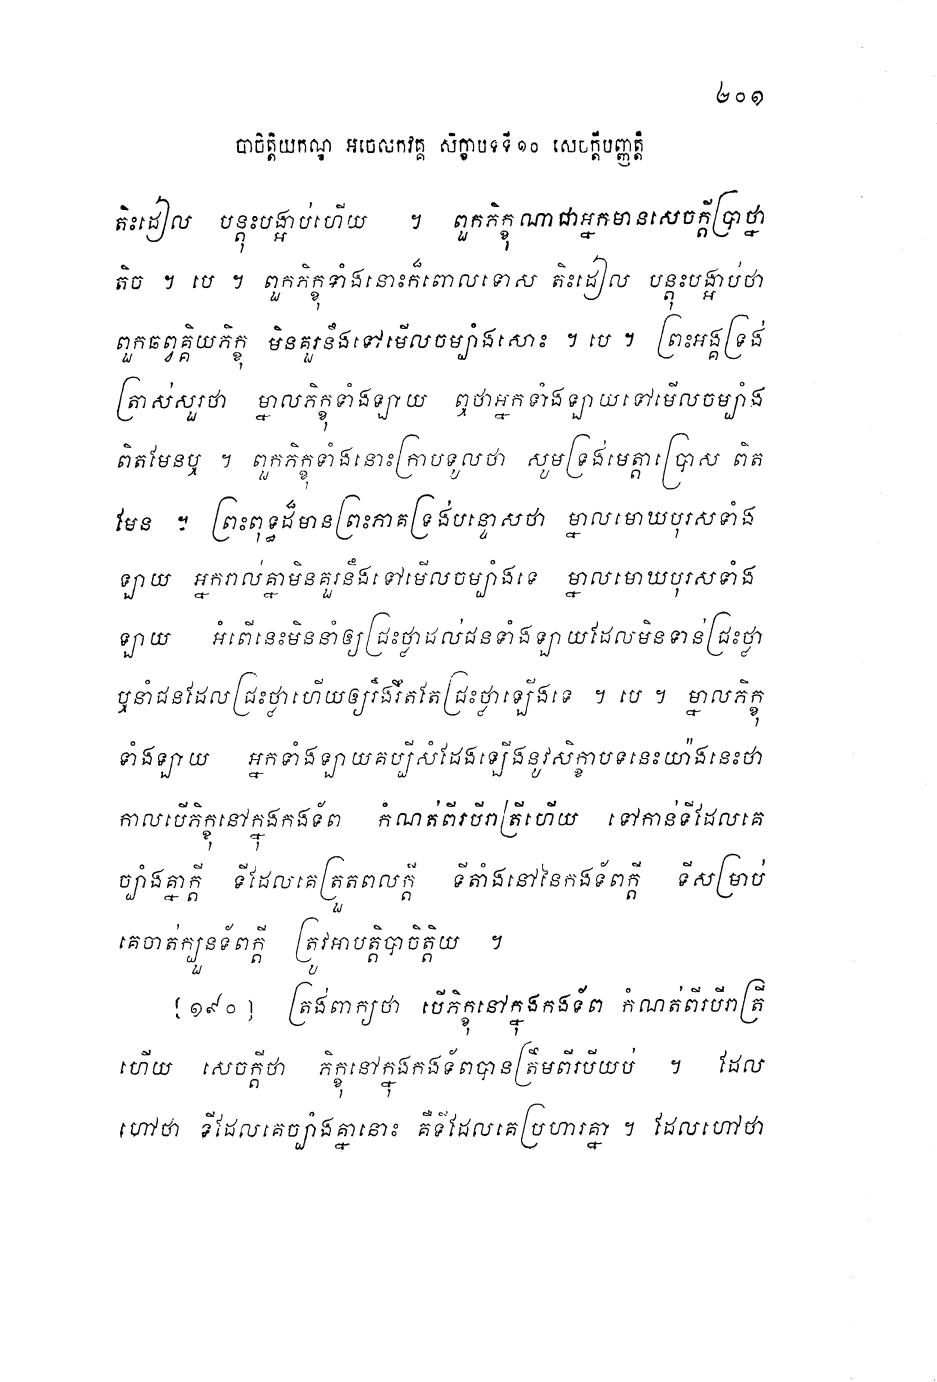 ២០១
បាចិត្តិយកណ្ឌ អចេលកវគ្គ សិក្ខាបទទី១០ សេចក្តីបញ្ញត្តិ
តិះដៀល បន្តុះបង្អាប់ហើយ ។ ពួកភិក្ខុណាជាអ្នកមានសេចក្តីប្រាថ្នា
តិច ។ បេ ។ ពួកភិក្ខុទាំងនោះក៏ពោលទោស តិះដៀល បន្តុះបង្អាប់ថា
ពួកឆព្វគ្គិយភិក្ខុ មិនគួរនឹងទៅមើលចម្បាំងសោះ ។ បេ ។ ព្រះអង្គទ្រង់
ត្រាស់សួរថា ម្នាលភិក្ខុទាំងឡាយ ឮថាអ្នកទាំងឡាយទៅមើលចម្បាំង
ពិតមែនឬ ។ ពួកភិក្ខុទាំងនោះក្រាបទូលថា សូមទ្រង់មេត្តាប្រោស ពិត
មែន ។ ព្រះពុទ្ធដ៏មានព្រះភាគទ្រង់បន្ទោសថា ម្នាលមោឃបុរសទាំង
ឡាយ អ្នករាល់គ្នាមិនគួរនឹងទៅមើលចម្បាំងទេ ម្នាលមោឃបុរសទាំង
ឡាយ អំពើនេះមិននាំឲ្យជ្រះថ្លាដល់ជនទាំងឡាយដែលមិនទាន់ជ្រះថ្លា
ឬនាំជនដែលជ្រះថ្លាហើយឲ្យរឹងរឹតតែជ្រះថ្លាឡើងទេ ។ បេ ។ ម្នាលភិក្ខុ
ទាំងឡាយ អ្នកទាំងឡាយគប្បីសំដែងឡើងនូវសិក្ខាបទនេះយ៉ាងនេះថា
កាលបើភិក្ខុនៅក្នុងកងទ័ព កំណត់ពីរបីរាត្រីហើយ ទៅកាន់ទីដែលគេ
ច្បាំងគ្នាក្តី ទីដែលគេត្រួតពលក្តី ទីតាំងនៅនៃកងទ័ពក្តី ទីសម្រាប់
គេចាត់ក្បួនទ័ពក្តី ត្រូវអាបត្តិបាចិត្តិយ ។
[១៩០] ត្រង់ពាក្យថា បើភិក្ខុនៅក្នុងកងទ័ព កំណត់ពីរបីរាត្រី
ហើយ សេចក្តីថា ភិក្ខុនៅក្នុងកងទ័ពបានត្រឹមពីរបីយប់ ។ ដែល
ហៅថា ទីដែលគេច្បាំងគ្នានោះ គឺទីដែលគេប្រហារគ្នា ។ ដែលហៅថា